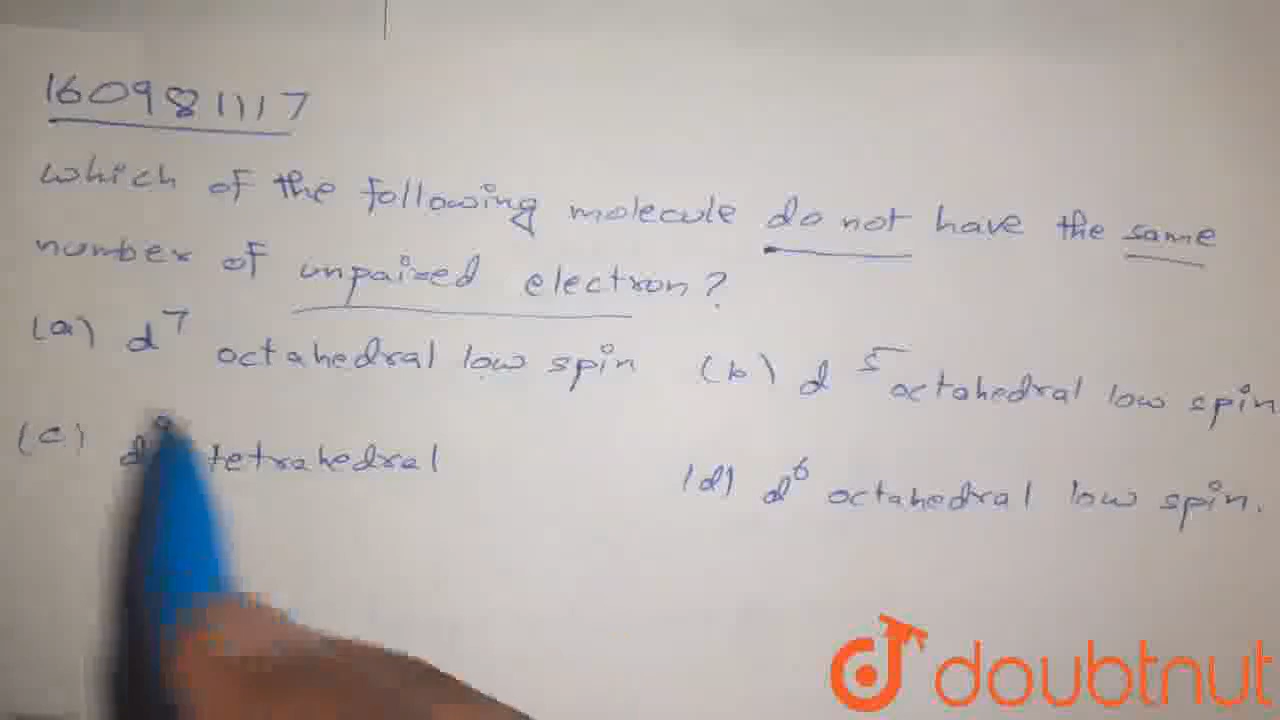 160981117
which of the following molecule do not have the same
number of unpaired electron?
(a) d⁷ octahedral low spin (b) d⁵ octahedral low spin
(c) tetrahedral (d) d⁶ octahedral low spin.
doubtnut